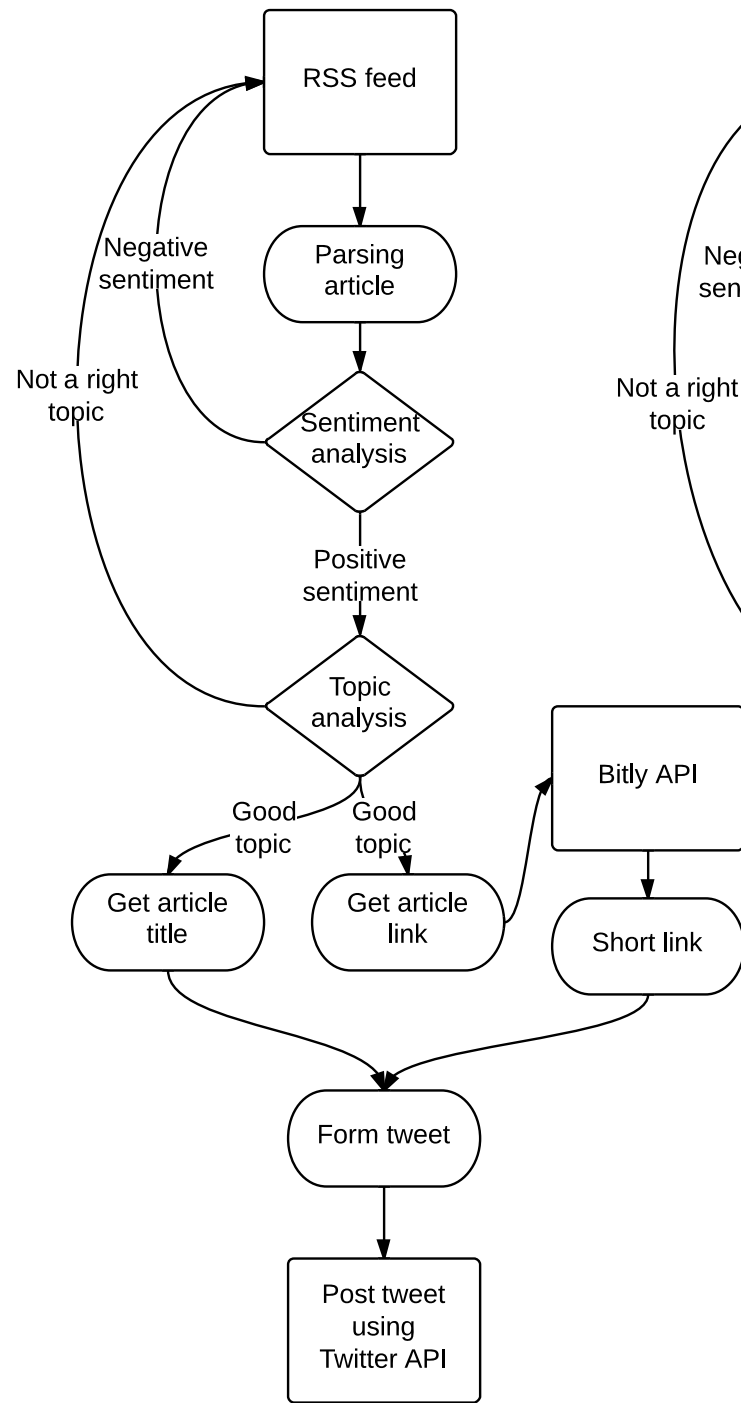 RSS feed
Parsing
article
Negative
sentiment
Not a right
topic
Sentiment
analysis
Positive
sentiment
Topic
analysis
Good
topic
Good
topic
Get article
title
Get article
link
Bitly API
Short link
Form tweet
Post tweet
using
Twitter API
Neg
sen
Not a right
topic